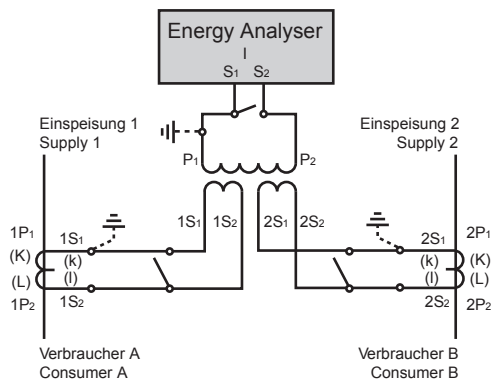 Energy Analyser
I
S1 S2
Einspeisung 1
Supply 1
Einspeisung 2
Supply 2
P1 P2
1S1 1S2 2S1 2S2
1P1 1S1 2S1 2P1
(K) (k) (k) (K)
(L) (l) (l) (L)
1P2 1S2 2S2 2P2
Verbraucher A
Consumer A
Verbraucher B
Consumer B